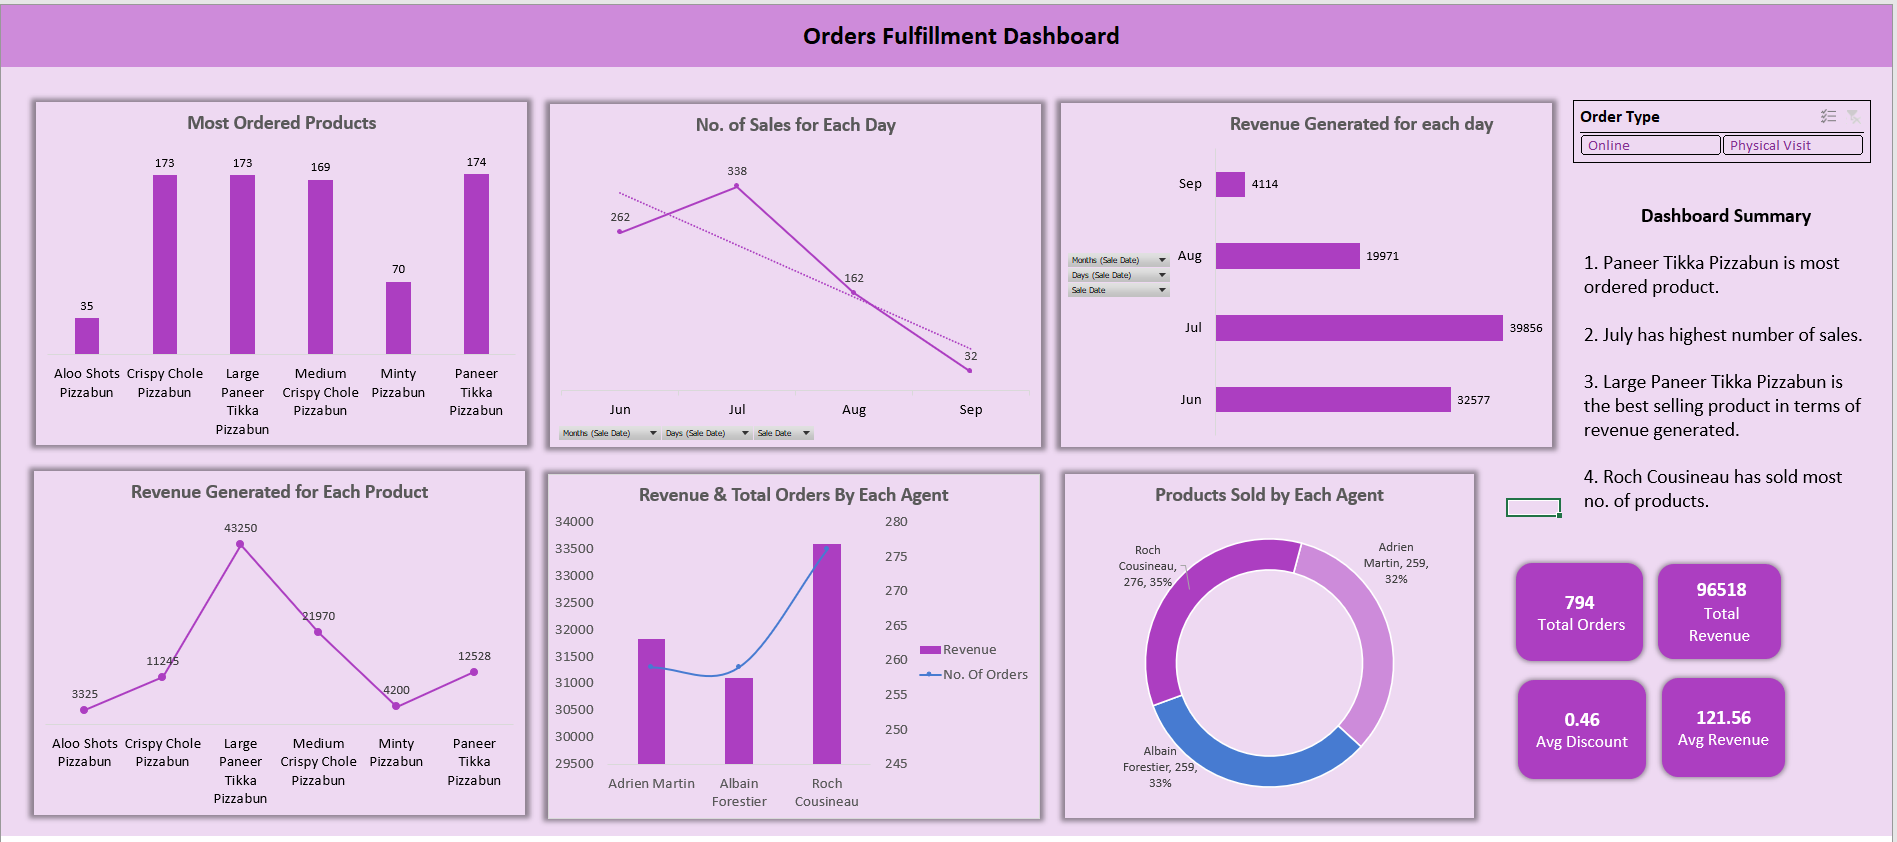 Orders Fulfillment Dashboard
Most Ordered Products
35
173
173
169
70
174
Aloo Shots
Pizzabun
Crispy Chole
Pizzabun
Large
Paneer
Tikka
Pizzabun
Medium
Crispy Chole
Pizzabun
Minty
Pizzabun
Paneer
Tikka
Pizzabun
No. of Sales for Each Day
262
338
162
32
Jun
Jul
Aug
Sep
Months (Sale Date)
Days (Sale Date)
Sale Date
Revenue Generated for each day
Months (Sale Date)
Days (Sale Date)
Sale Date
Sep
4114
Aug
19971
Jul
39856
Jun
32577
Order Type
Online
Physical Visit
Dashboard Summary
1. Paneer Tikka Pizzabun is most
ordered product.
2. July has highest number of sales.
3. Large Paneer Tikka Pizzabun is
the best selling product in terms of
revenue generated.
4. Roch Cousineau has sold most
no. of products.
Revenue Generated for Each Product
3325
11245
43250
21970
4200
12528
Aloo Shots
Pizzabun
Crispy Chole
Pizzabun
Large
Paneer
Tikka
Pizzabun
Medium
Crispy Chole
Pizzabun
Minty
Pizzabun
Paneer
Tikka
Pizzabun
Revenue & Total Orders By Each Agent
34000
33500
33000
32500
32000
31500
31000
30500
30000
29500
280
275
270
265
260
255
250
245
Adrien Martin
Albain
Forestier
Roch
Cousineau
Revenue
No. Of Orders
Products Sold by Each Agent
Roch
Cousineau,
276, 35%
Adrien
Martin, 259,
32%
Albain
Forestier, 259,
33%
794
Total Orders
96518
Total
Revenue
0.46
Avg Discount
121.56
Avg Revenue